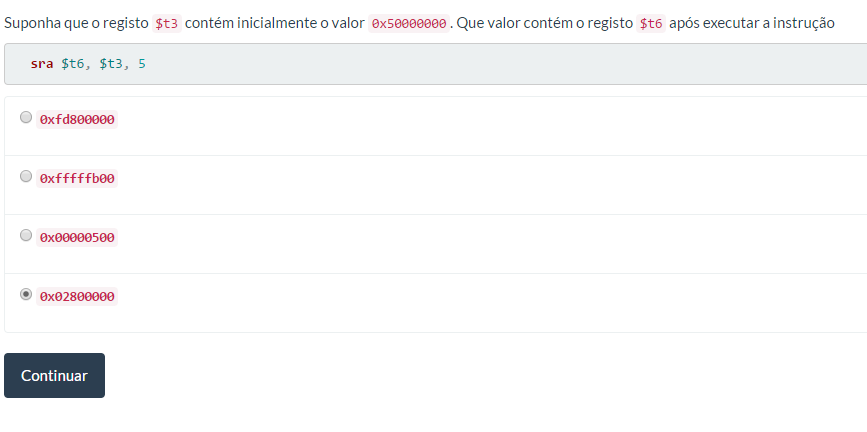 Suponha que o registo $t3 contém inicialmente o valor 0x50000000. Que valor contém o registo $t6 após executar a instrução
sra $t6, $t3, 5
0xfd800000
0xfffffb00
0x00000500
0x02800000
Continuar